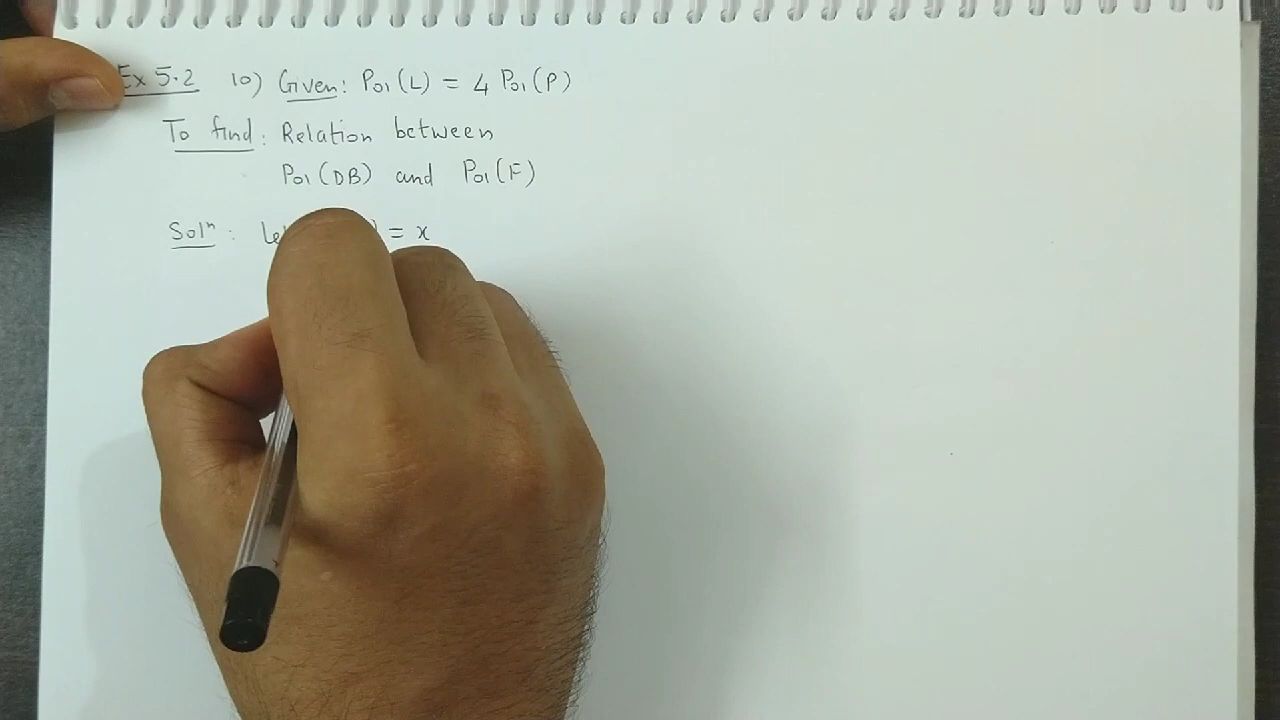 Ex 5.2 10) Given: P₀₁(L) = 4 P₀₁(P)
To find: Relation between
P₀₁(DB) and P₀₁(F)
Solⁿ: = x